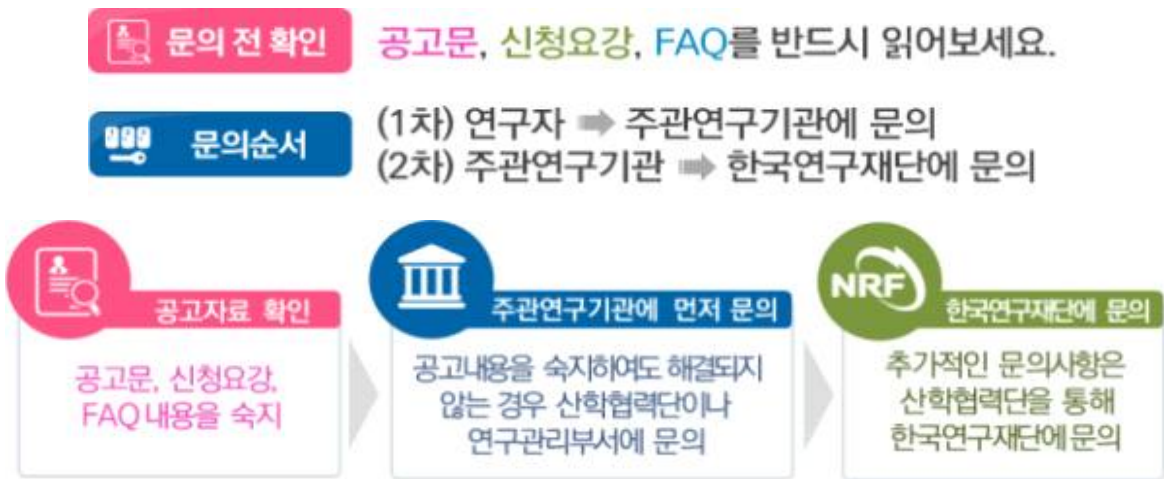 문의 전 확인
공고문, 신청요강, FAQ를 반드시 읽어보세요.
문의순서
(1차) 연구자 ➡ 주관연구기관에 문의
(2차) 주관연구기관 ➡ 한국연구재단에 문의
공고자료 확인
공고문, 신청요강,
FAQ 내용을 숙지
주관연구기관에 먼저 문의
공고내용을 숙지하여도 해결되지
않는 경우 산학협력단이나
연구관리부서에 문의
NRF
한국연구재단에 문의
추가적인 문의사항은
산학협력단을 통해
한국연구재단에 문의